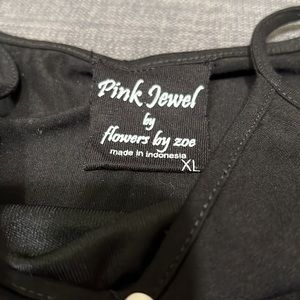 Pink Jewel
by
flowers by zoe
made in Indonesia
XL